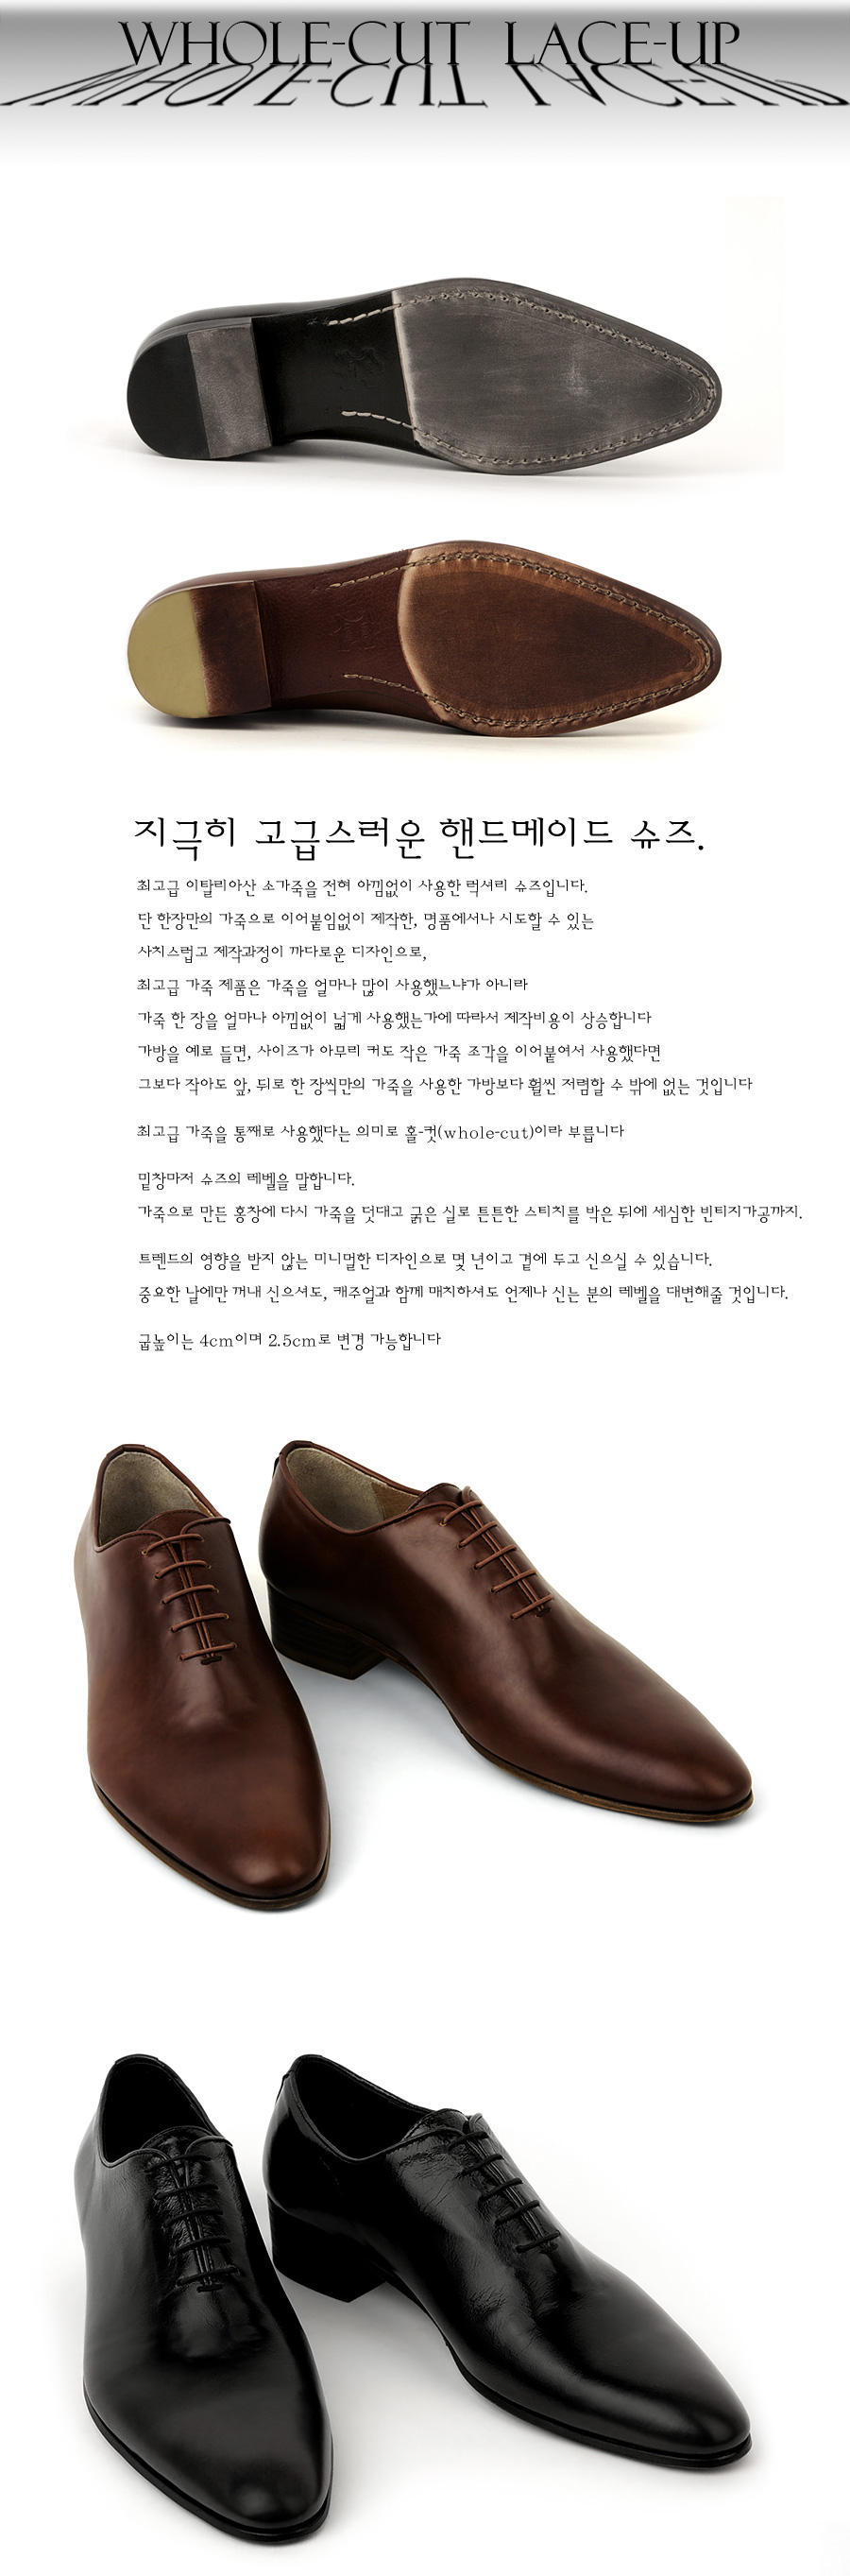 WHOLE-CUT LACE-UP
지극히 고급스러운 핸드메이드 슈즈.
최고급 이탈리아산 소가죽을 전혀 아낌없이 사용한 럭셔리 슈즈입니다.
단 한장만의 가죽으로 이어붙임없이 제작한, 명품에서나 시도할 수 있는
사치스럽고 제작과정이 까다로운 디자인으로,
최고급 가죽 제품은 가죽을 얼마나 많이 사용했느냐가 아니라
가죽 한 장을 얼마나 아낌없이 넓게 사용했는가에 따라서 제작비용이 상승합니다
가방을 예로 들면, 사이즈가 아무리 커도 작은 가죽 조각을 이어붙여서 사용했다면
그보다 작아도 앞, 뒤로 한 장씩만의 가죽을 사용한 가방보다 훨씬 저렴할 수 밖에 없는 것입니다
최고급 가죽을 통째로 사용했다는 의미로 홀-컷(whole-cut)이라 부릅니다
밑창마저 슈즈의 레벨을 말합니다.
가죽으로 만든 홍창에 다시 가죽을 덧대고 굵은 실로 튼튼한 스티치를 박은 뒤에 세심한 빈티지가공까지.
트렌드의 영향을 받지 않는 미니멀한 디자인으로 몇 년이고 곁에 두고 신으실 수 있습니다.
중요한 날에만 꺼내 신으셔도, 캐주얼과 함께 매치하셔도 언제나 신는 분의 레벨을 대변해줄 것입니다.
굽높이는 4cm이며 2.5cm로 변경 가능합니다